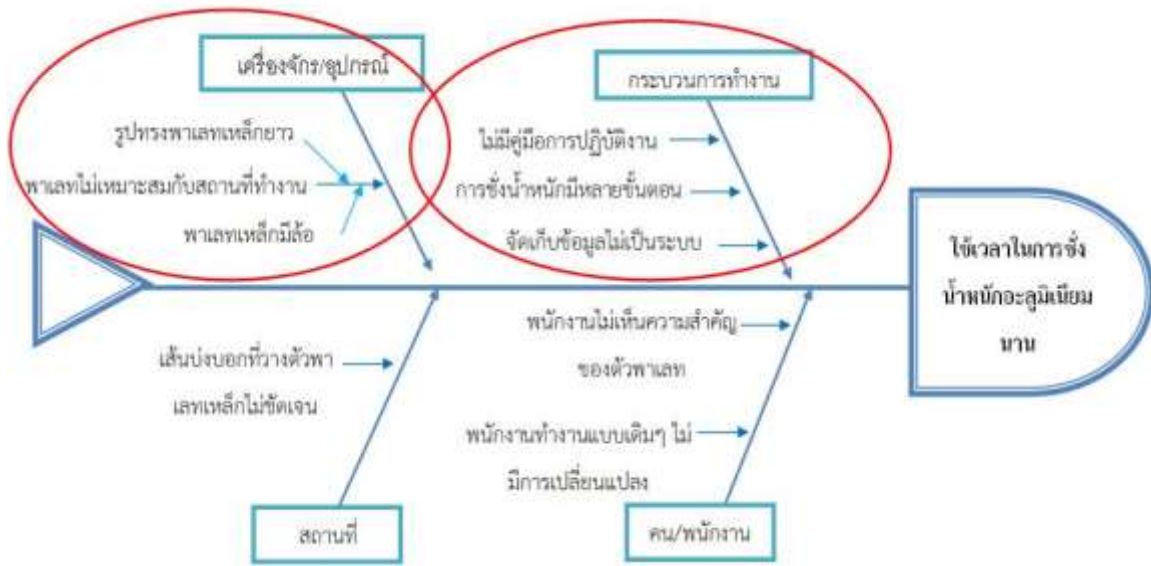 เครื่องจักร/อุปกรณ์
กระบวนการทำงาน
รูปทรงพาเลทเหล็กยาว
พาเลทไม่เหมาะสมกับสถานที่ทำงาน
พาเลทเหล็กมีล้อ
ไม่มีคู่มือการปฏิบัติงาน
การชั่งน้ำหนักมีหลายขั้นตอน
จัดเก็บข้อมูลไม่เป็นระบบ
ใช้เวลาในการชั่ง
น้ำหนักอะลูมิเนียม
นาน
เส้นบ่งบอกที่วางตัวพา
เลทเหล็กไม่ชัดเจน
พนักงานไม่เห็นความสำคัญ
ของตัวพาเลท
พนักงานทำงานแบบเดิมๆ ไม่
มีการเปลี่ยนแปลง
สถานที่
คน/พนักงาน